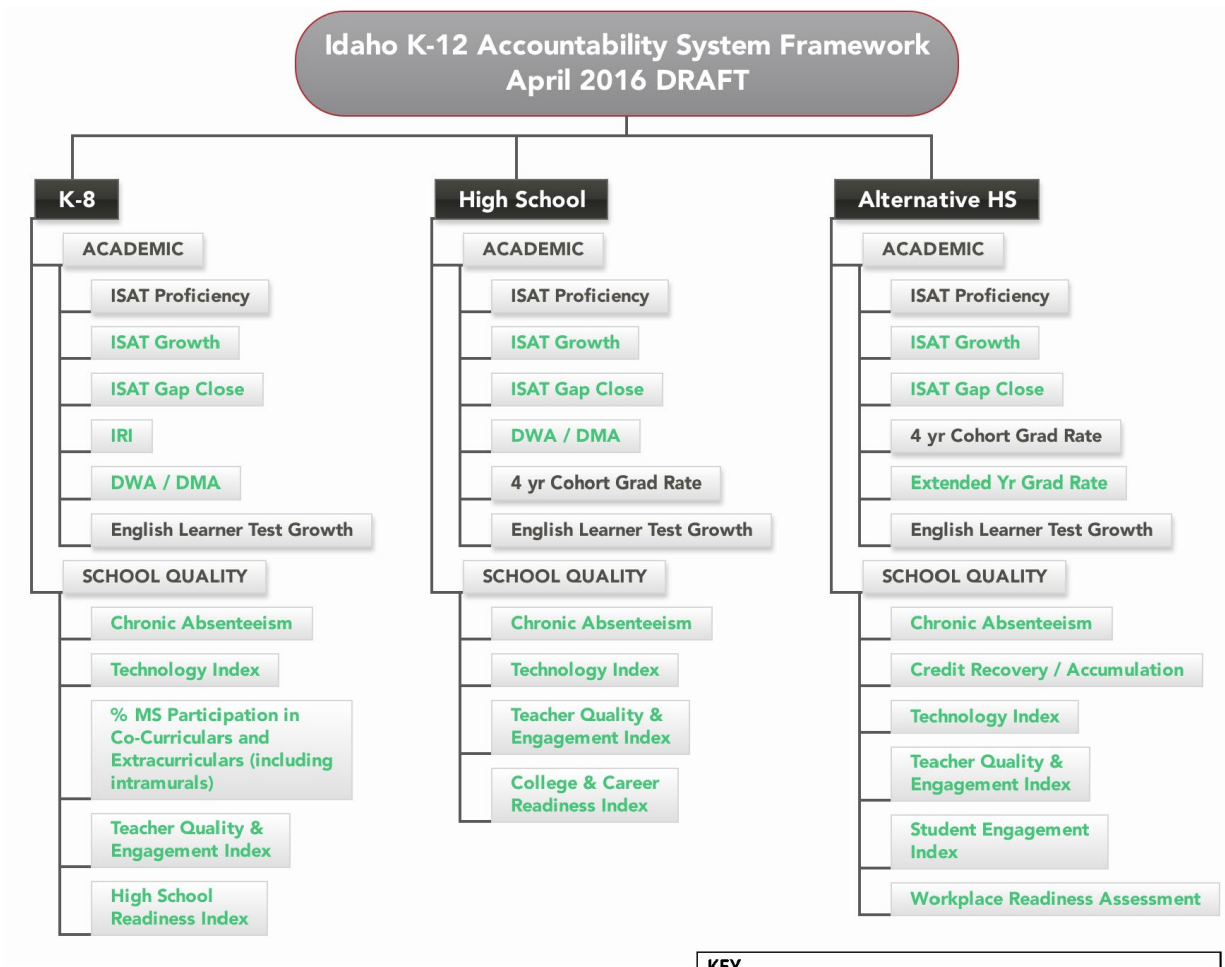 Idaho K-12 Accountability System Framework
April 2016 DRAFT
K-8
ACADEMIC
ISAT Proficiency
ISAT Growth
ISAT Gap Close
IRI
DWA / DMA
English Learner Test Growth
SCHOOL QUALITY
Chronic Absenteeism
Technology Index
% MS Participation in
Co-Curriculars and
Extracurriculars (including
intramurals)
Teacher Quality &
Engagement Index
High School
Readiness Index
High School
ACADEMIC
ISAT Proficiency
ISAT Growth
ISAT Gap Close
DWA / DMA
4 yr Cohort Grad Rate
English Learner Test Growth
SCHOOL QUALITY
Chronic Absenteeism
Technology Index
Teacher Quality &
Engagement Index
College & Career
Readiness Index
Alternative HS
ACADEMIC
ISAT Proficiency
ISAT Growth
ISAT Gap Close
4 yr Cohort Grad Rate
Extended Yr Grad Rate
English Learner Test Growth
SCHOOL QUALITY
Chronic Absenteeism
Credit Recovery / Accumulation
Technology Index
Teacher Quality &
Engagement Index
Student Engagement
Index
Workplace Readiness Assessment
KEY